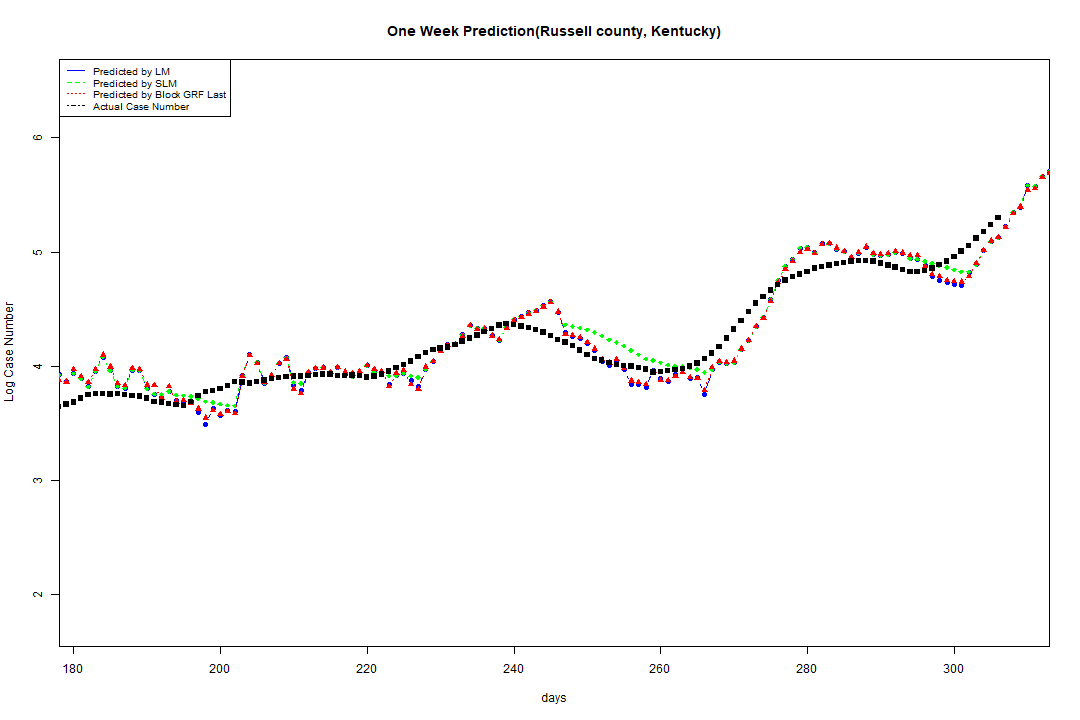 One Week Prediction(Russell county, Kentucky)
Predicted by LM
Predicted by SLM
Predicted by Block GRF Last
Actual Case Number
Log Case Number
6
5
4
3
2
180 200 220 240 260 280 300
days